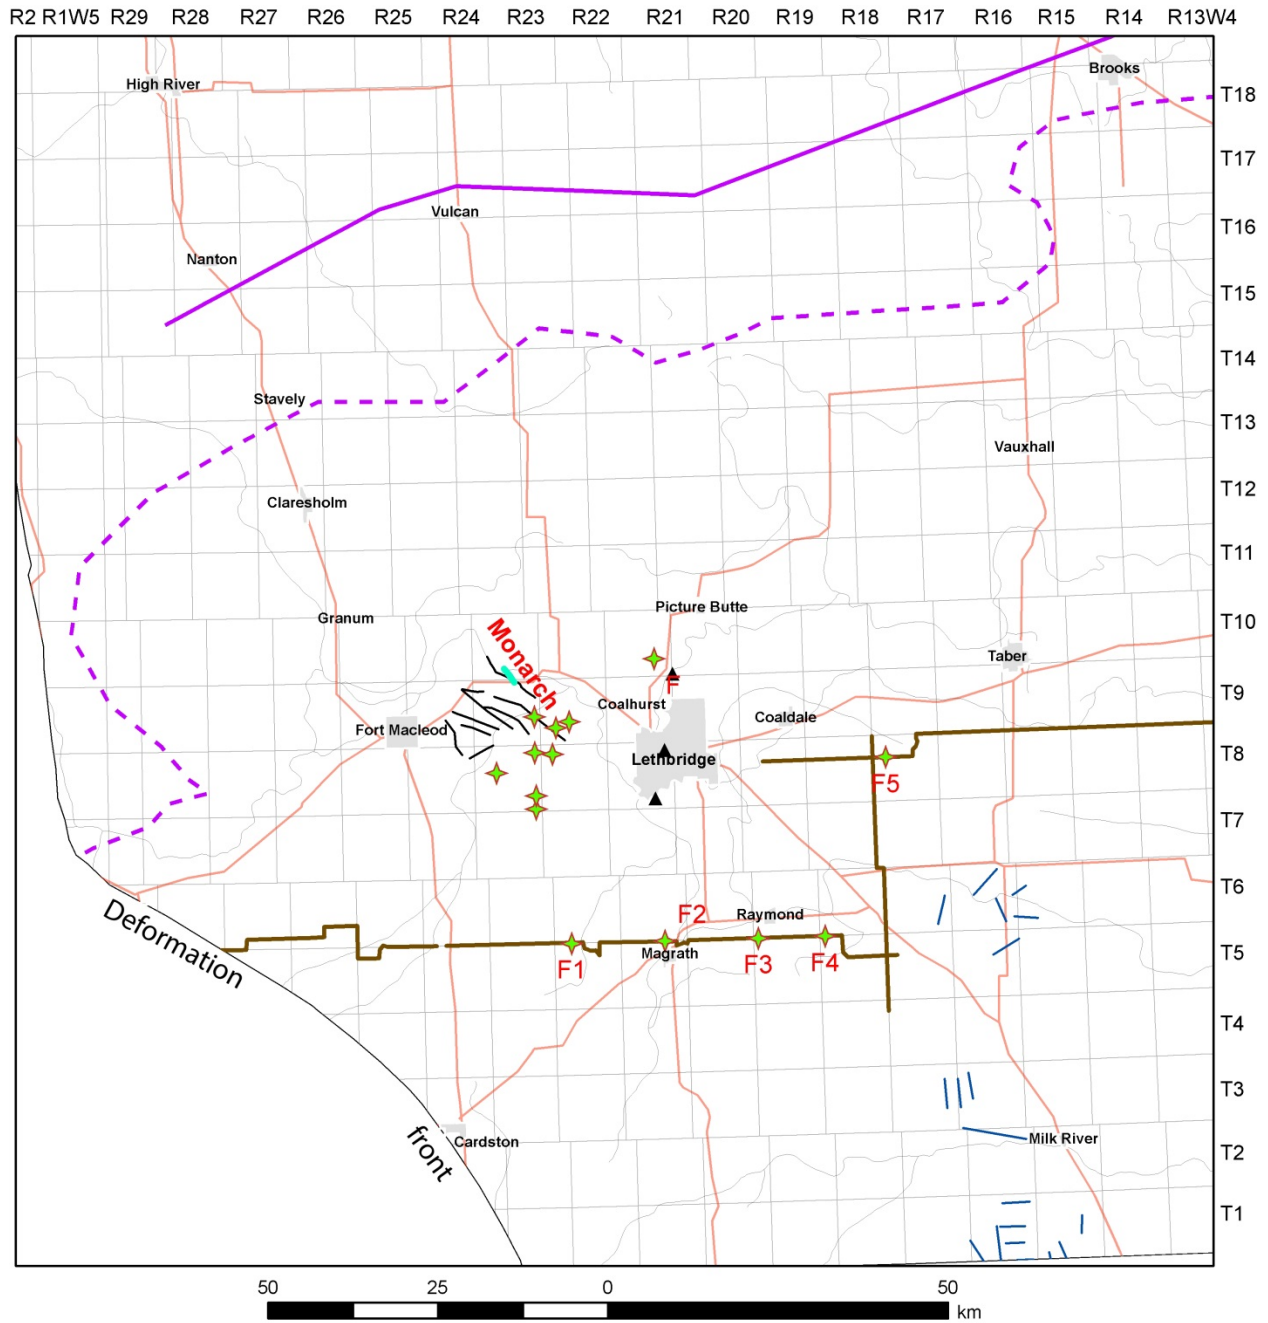 R2 R1W5 R29 R28 R27 R26 R25 R24 R23 R22 R21 R20 R19 R18 R17 R16 R15 R14 R13W4
Brooks
High River
T18
T17
Vulcan
T16
Nanton
T15
T14
Stavely
T13
Vauxhall
T12
Claresholm
T11
Picture Butte
Granum
T10
Monarch
Taber
F
T9
Coalhurst
Coaldale
Fort Macleod
T8
Lethbridge
F5
T7
T6
F2
Raymond
Deformation
Magrath
T5
F1
F3
F4
T4
T3
front
Cardston
Milk River
T2
T1
50 25 0 50
km